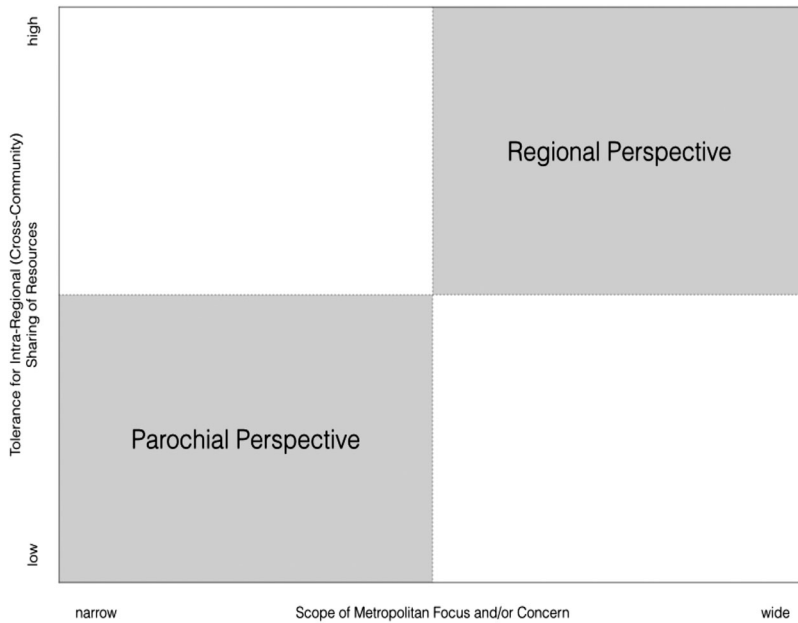 high
Regional Perspective
Tolerance for Intra-Regional (Cross-Community)
Sharing of Resources
Parochial Perspective
low
narrow
Scope of Metropolitan Focus and/or Concern
wide